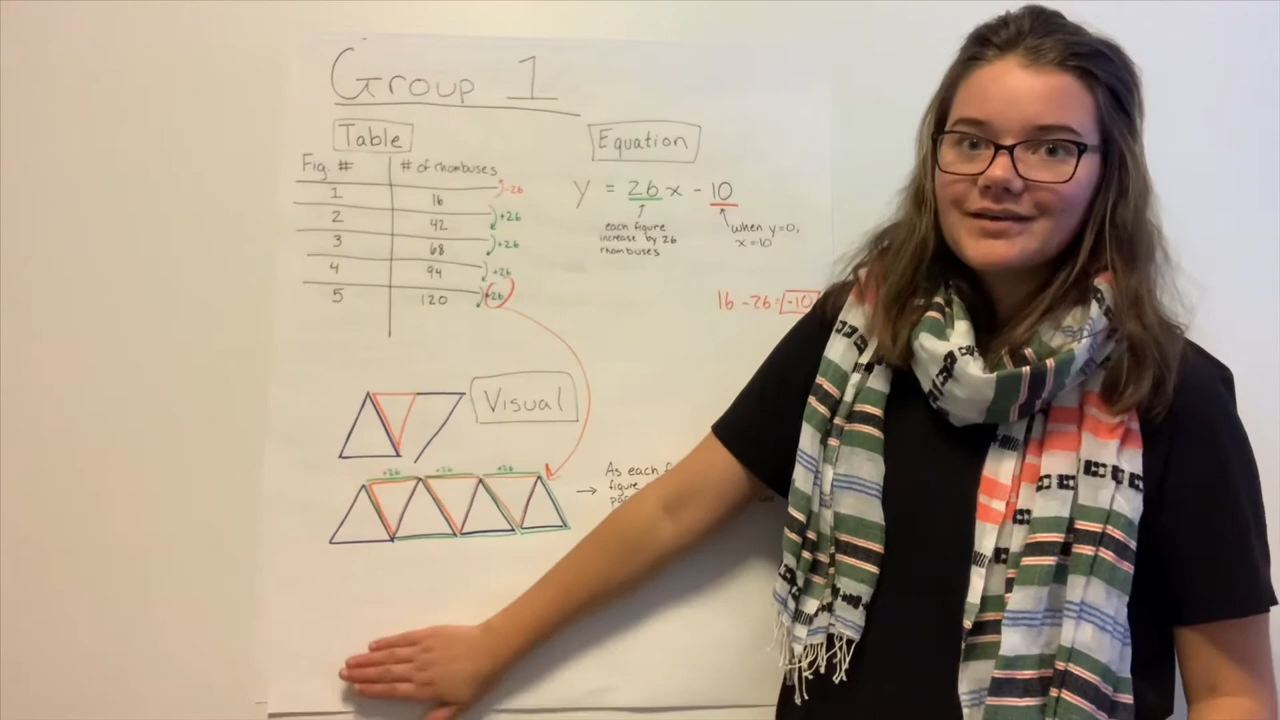 Group 1
Table
Fig. # # of rhombuses
1 16
-26
2 42
+26
3 68
+26
4 94
+26
5 120
+26
Equation
y = 26x - 10
each figure
increase by 26
rhombuses
when y=0,
x=10
16 - 26 = -10
Visual
+26 +26 +26
→ As each
figure